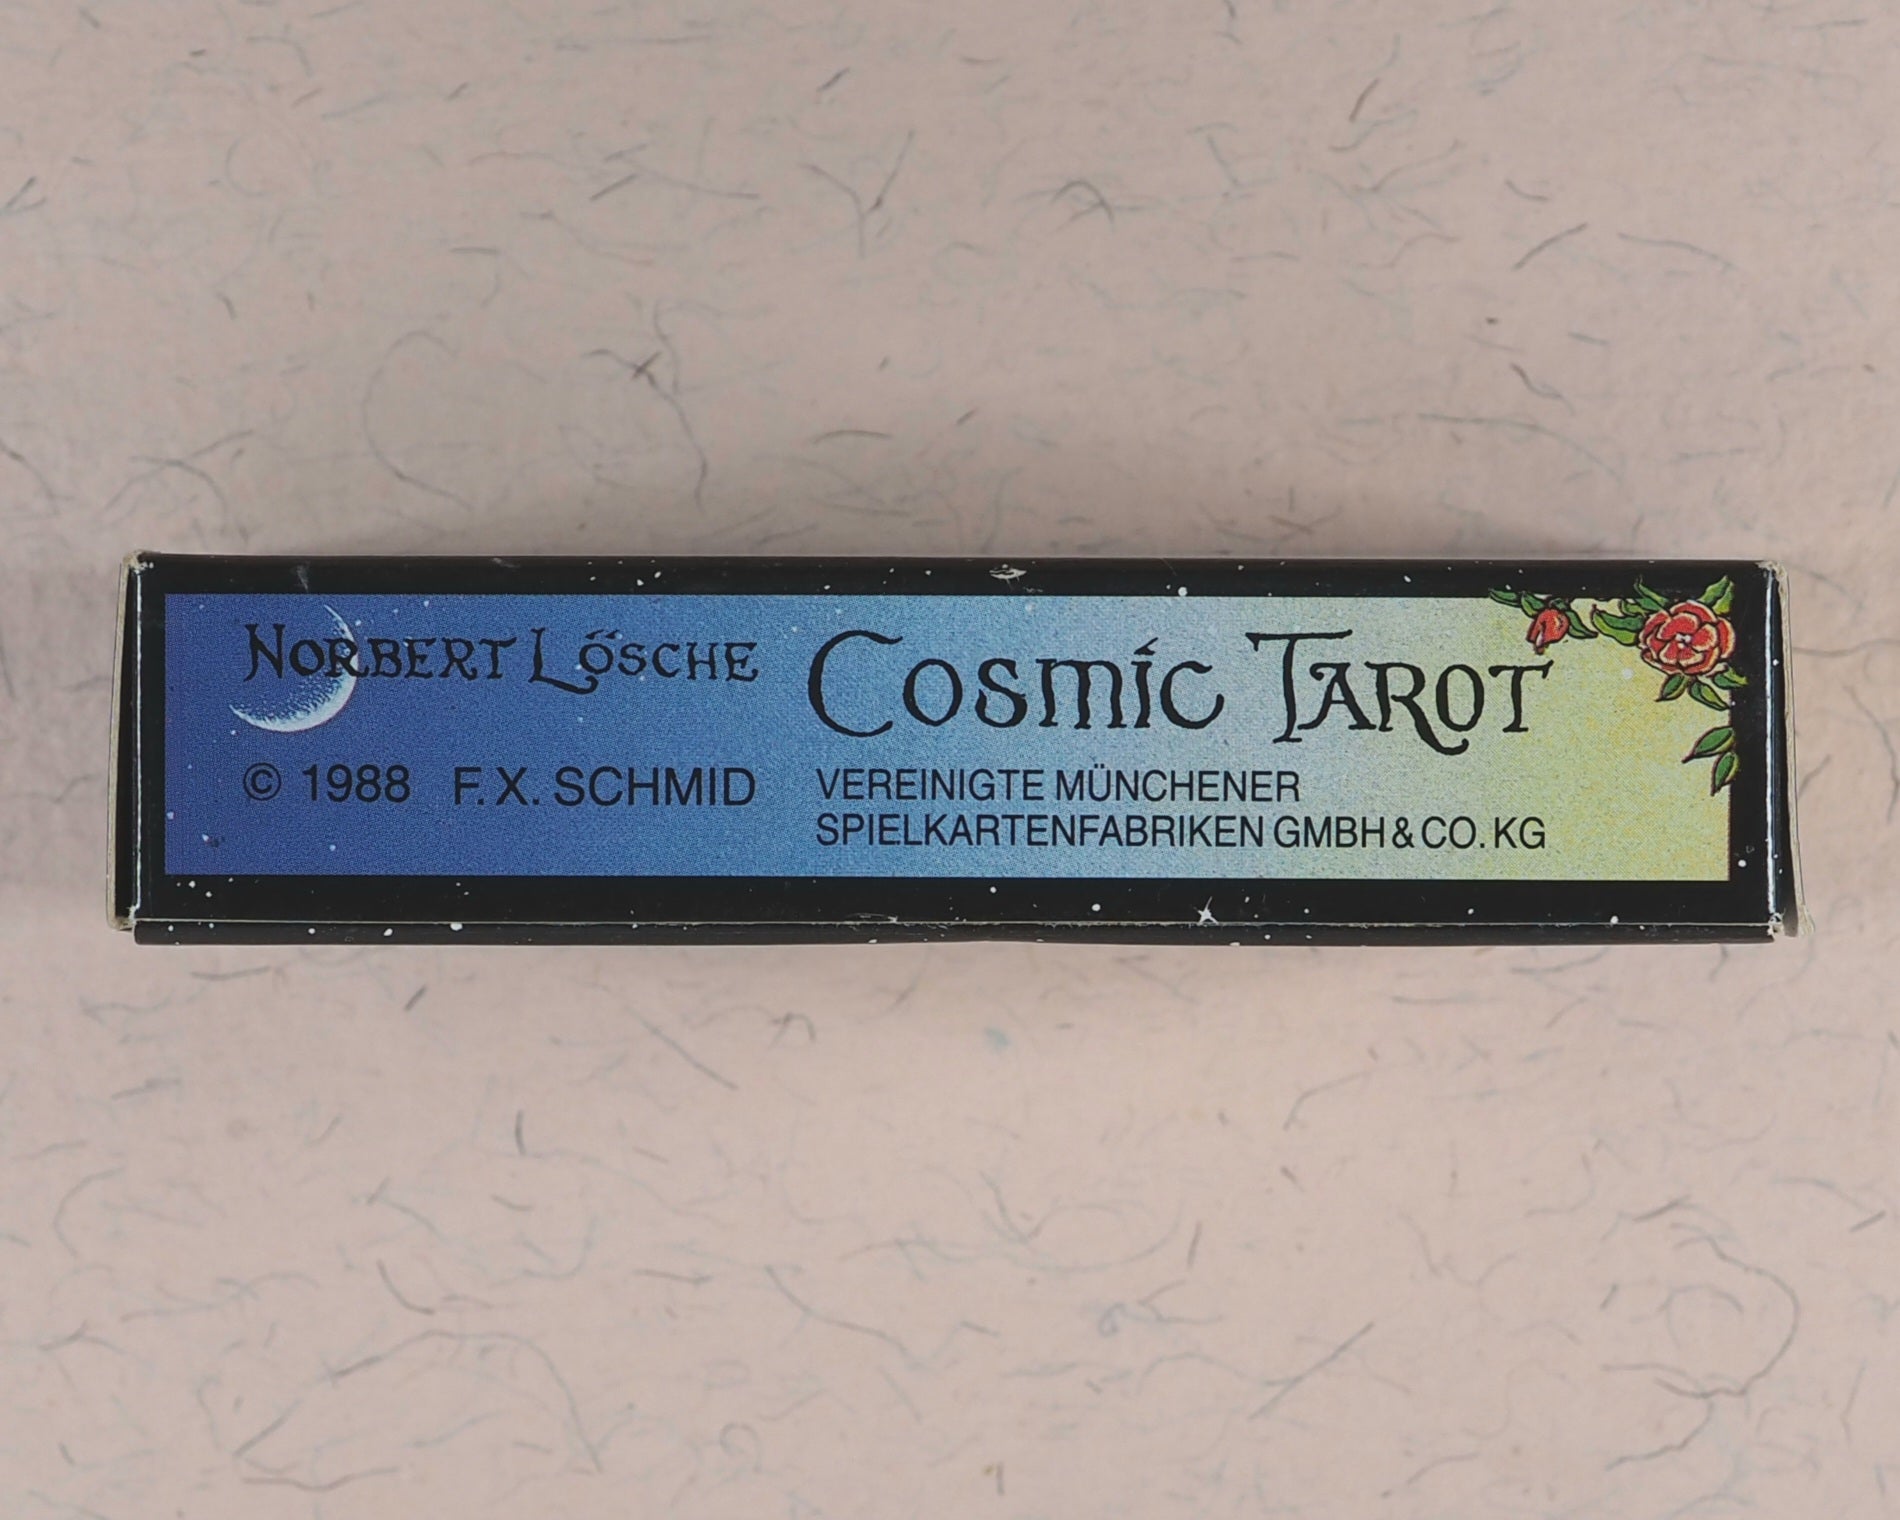 NORBERT LÖSCHE
© 1988 F.X. SCHMID
COSMIC TAROT
VEREINIGTE MÜNCHENER
SPIELKARTENFABRIKEN GMBH & CO. KG